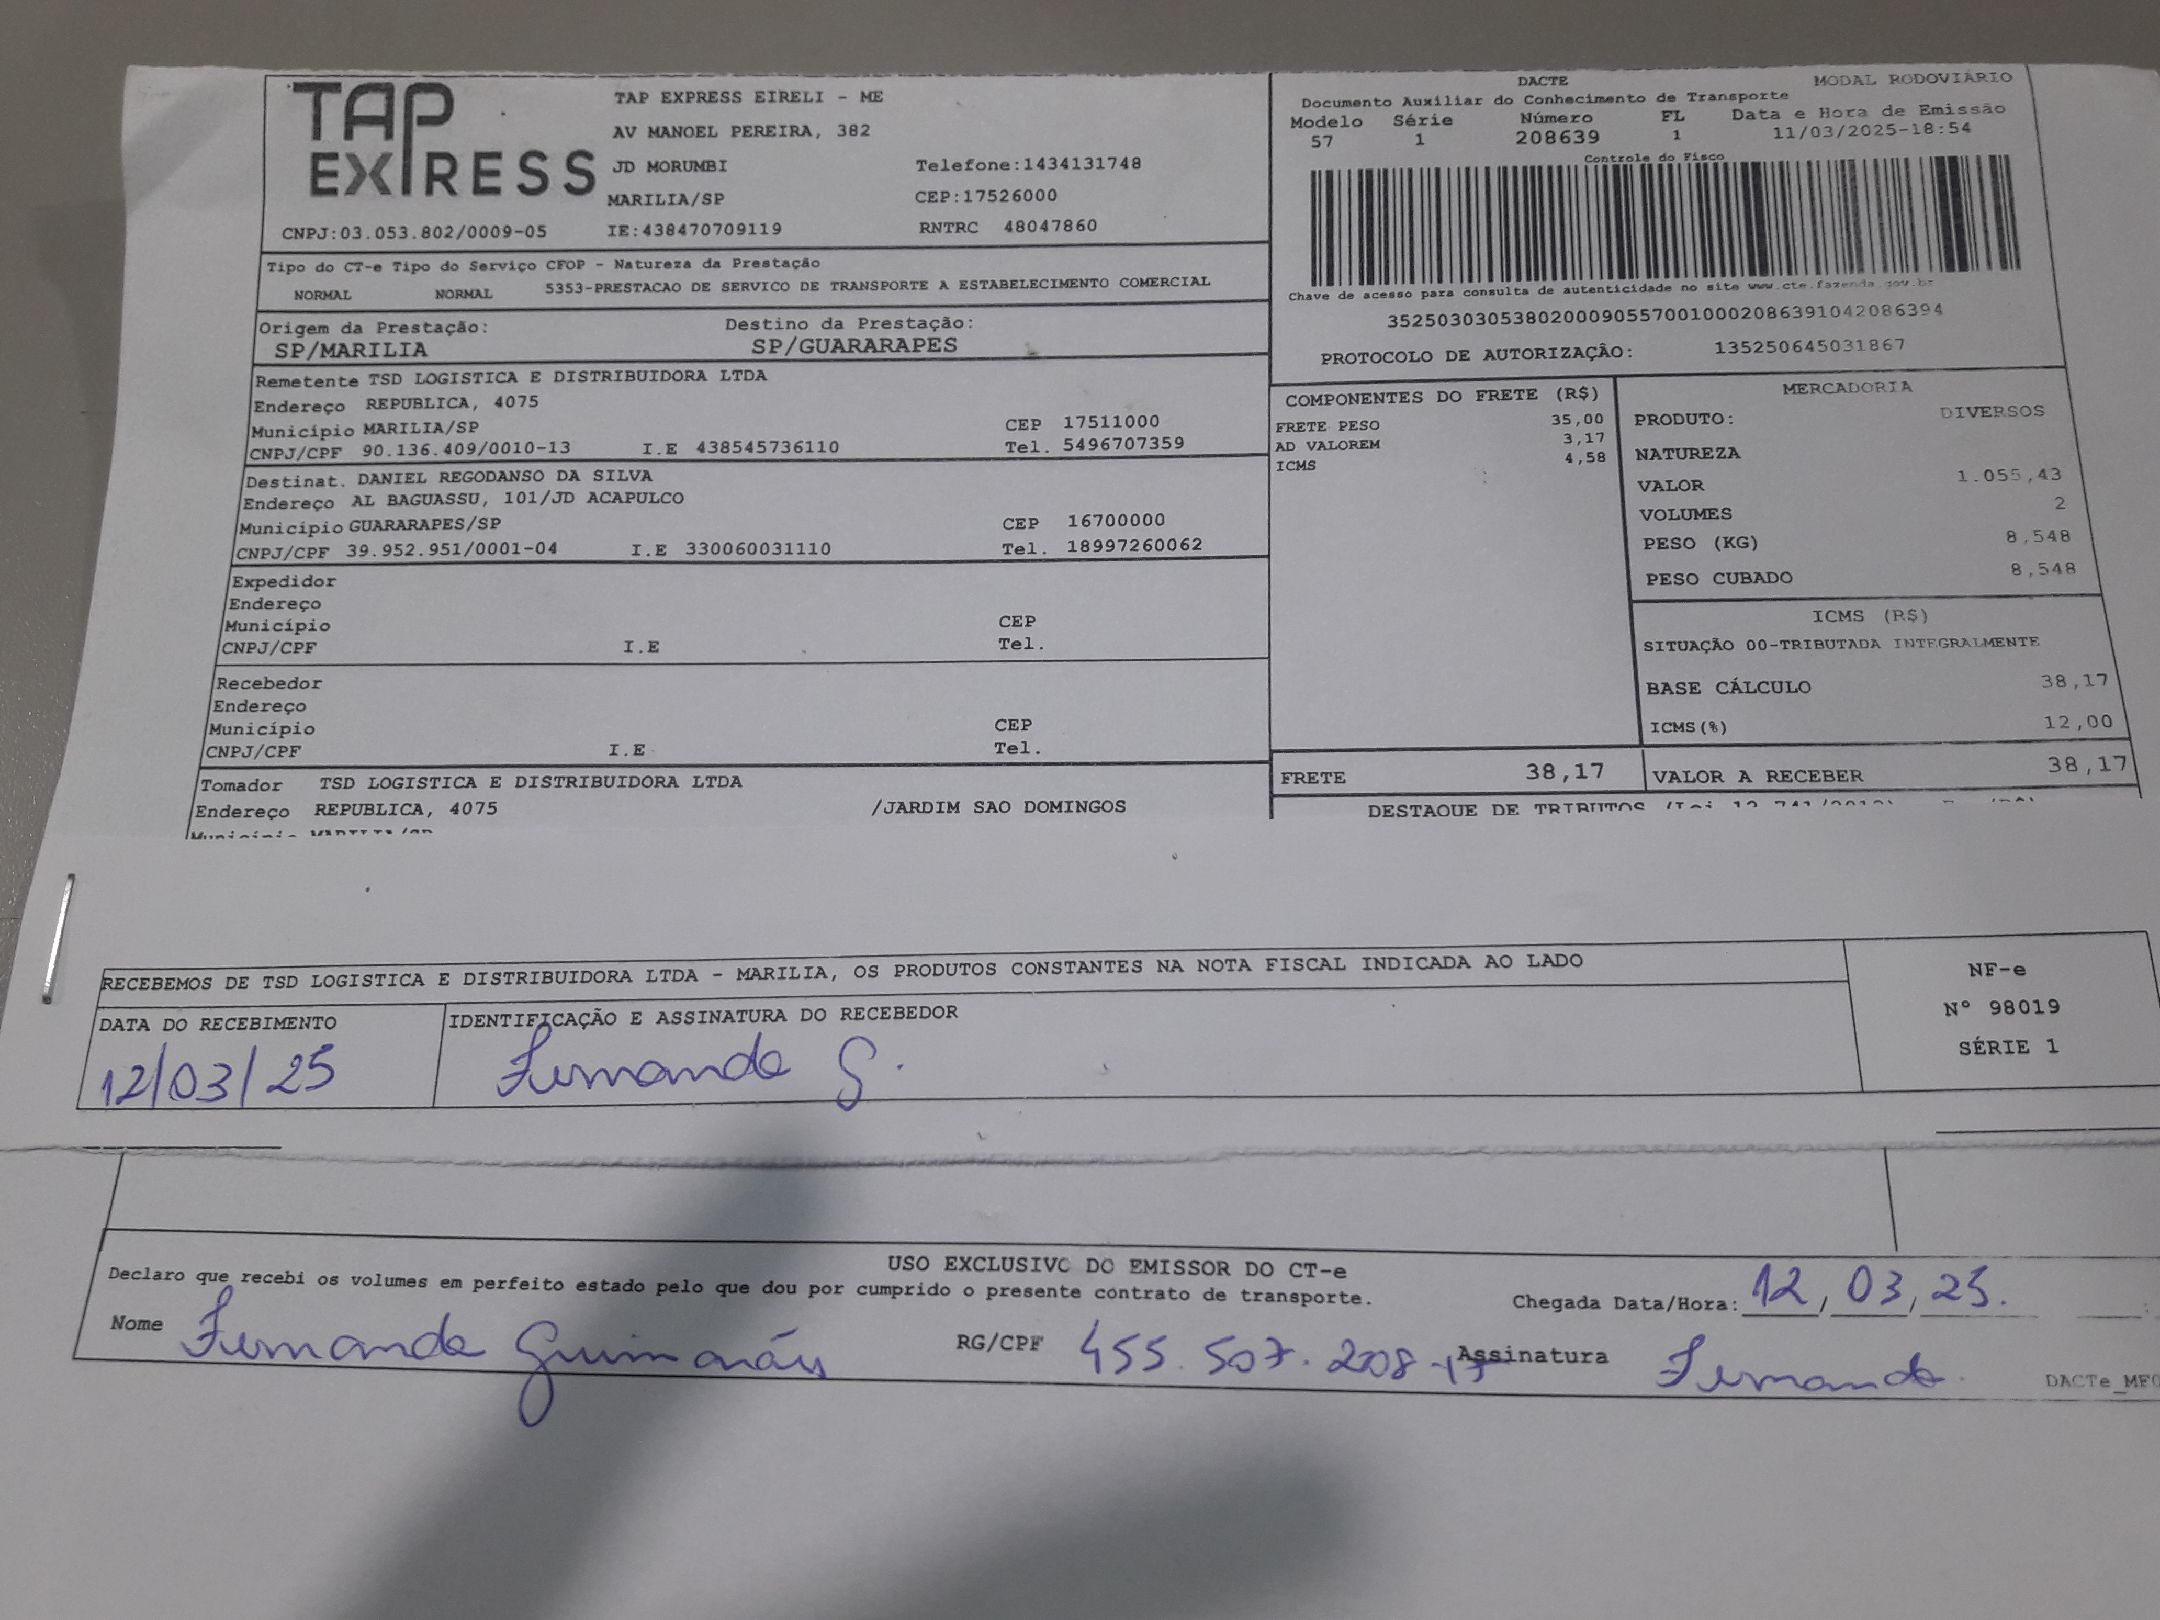 TAP EXPRESS
TAP EXPRESS EIRELI - ME
AV MANOEL PEREIRA, 382
JD MORUMBI Telefone:1434131748
MARILIA/SP CEP:17526000
CNPJ:03.053.802/0009-05 IE:438470709119 RNTRC 48047860
Tipo do CT-e Tipo do Serviço CFOP - Natureza da Prestação
NORMAL NORMAL 5353-PRESTACAO DE SERVICO DE TRANSPORTE A ESTABELECIMENTO COMERCIAL
Origem da Prestação: Destino da Prestação:
SP/MARILIA SP/GUARARAPES
Remetente TSD LOGISTICA E DISTRIBUIDORA LTDA
Endereço REPUBLICA, 4075
Município MARILIA/SP CEP 17511000
CNPJ/CPF 90.136.409/0010-13 I.E 438545736110 Tel. 5496707359
Destinat. DANIEL REGODANSO DA SILVA
Endereço AL BAGUASSU, 101/JD ACAPULCO
Município GUARARAPES/SP CEP 16700000
CNPJ/CPF 39.952.951/0001-04 I.E 330060031110 Tel. 18997260062
Expedidor
Endereço
Município CEP
CNPJ/CPF I.E Tel.
Recebedor
Endereço
Município CEP
CNPJ/CPF I.E Tel.
Tomador TSD LOGISTICA E DISTRIBUIDORA LTDA
Endereço REPUBLICA, 4075 /JARDIM SAO DOMINGOS
DACTE MODAL RODOVIÁRIO
Documento Auxiliar do Conhecimento de Transporte
Modelo Série Número FL Data e Hora de Emissão
57 1 208639 1 11/03/2025-18:54
Controle do Fisco
Chave de acesso para consulta de autenticidade no site www.cte.fazenda.gov.br
35250303053802000905570010002086391042086394
PROTOCOLO DE AUTORIZAÇÃO: 135250645031867
COMPONENTES DO FRETE (R$)
FRETE PESO 35,00
AD VALOREM 3,17
ICMS 4,58
MERCADORIA
PRODUTO: DIVERSOS
NATUREZA
VALOR 1.055,43
VOLUMES 2
PESO (KG) 8,548
PESO CUBADO 8,548
ICMS (R$)
SITUAÇÃO 00-TRIBUTADA INTEGRALMENTE
BASE CÁLCULO 38,17
ICMS(%) 12,00
FRETE 38,17 VALOR A RECEBER 38,17
DESTAQUE DE TRIBUTOS
RECEBEMOS DE TSD LOGISTICA E DISTRIBUIDORA LTDA - MARILIA, OS PRODUTOS CONSTANTES NA NOTA FISCAL INDICADA AO LADO
DATA DO RECEBIMENTO IDENTIFICAÇÃO E ASSINATURA DO RECEBEDOR
12/03/25 Fernanda G.
NF-e
N° 98019
SÉRIE 1
USO EXCLUSIVO DO EMISSOR DO CT-e
Declaro que recebi os volumes em perfeito estado pelo que dou por cumprido o presente contrato de transporte.
Chegada Data/Hora: 12/03/25.
Nome Fernanda Guimarães RG/CPF 455.507.208-17 Assinatura Fernanda